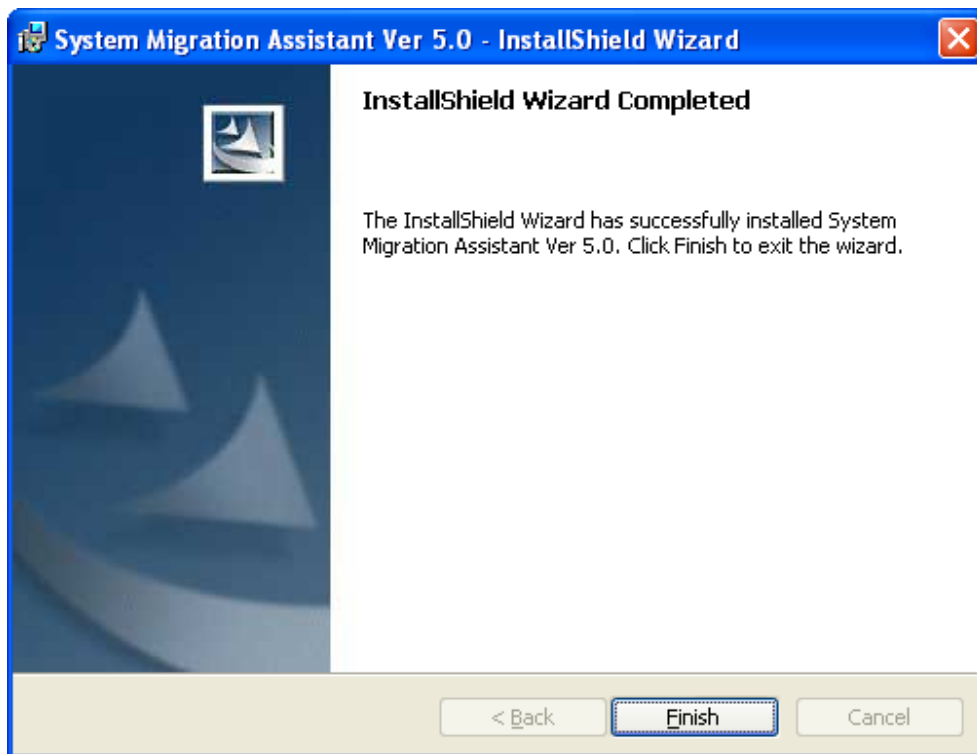 System Migration Assistant Ver 5.0 - InstallShield Wizard
InstallShield Wizard Completed
The InstallShield Wizard has successfully installed System
Migration Assistant Ver 5.0. Click Finish to exit the wizard.
< Back
Finish
Cancel